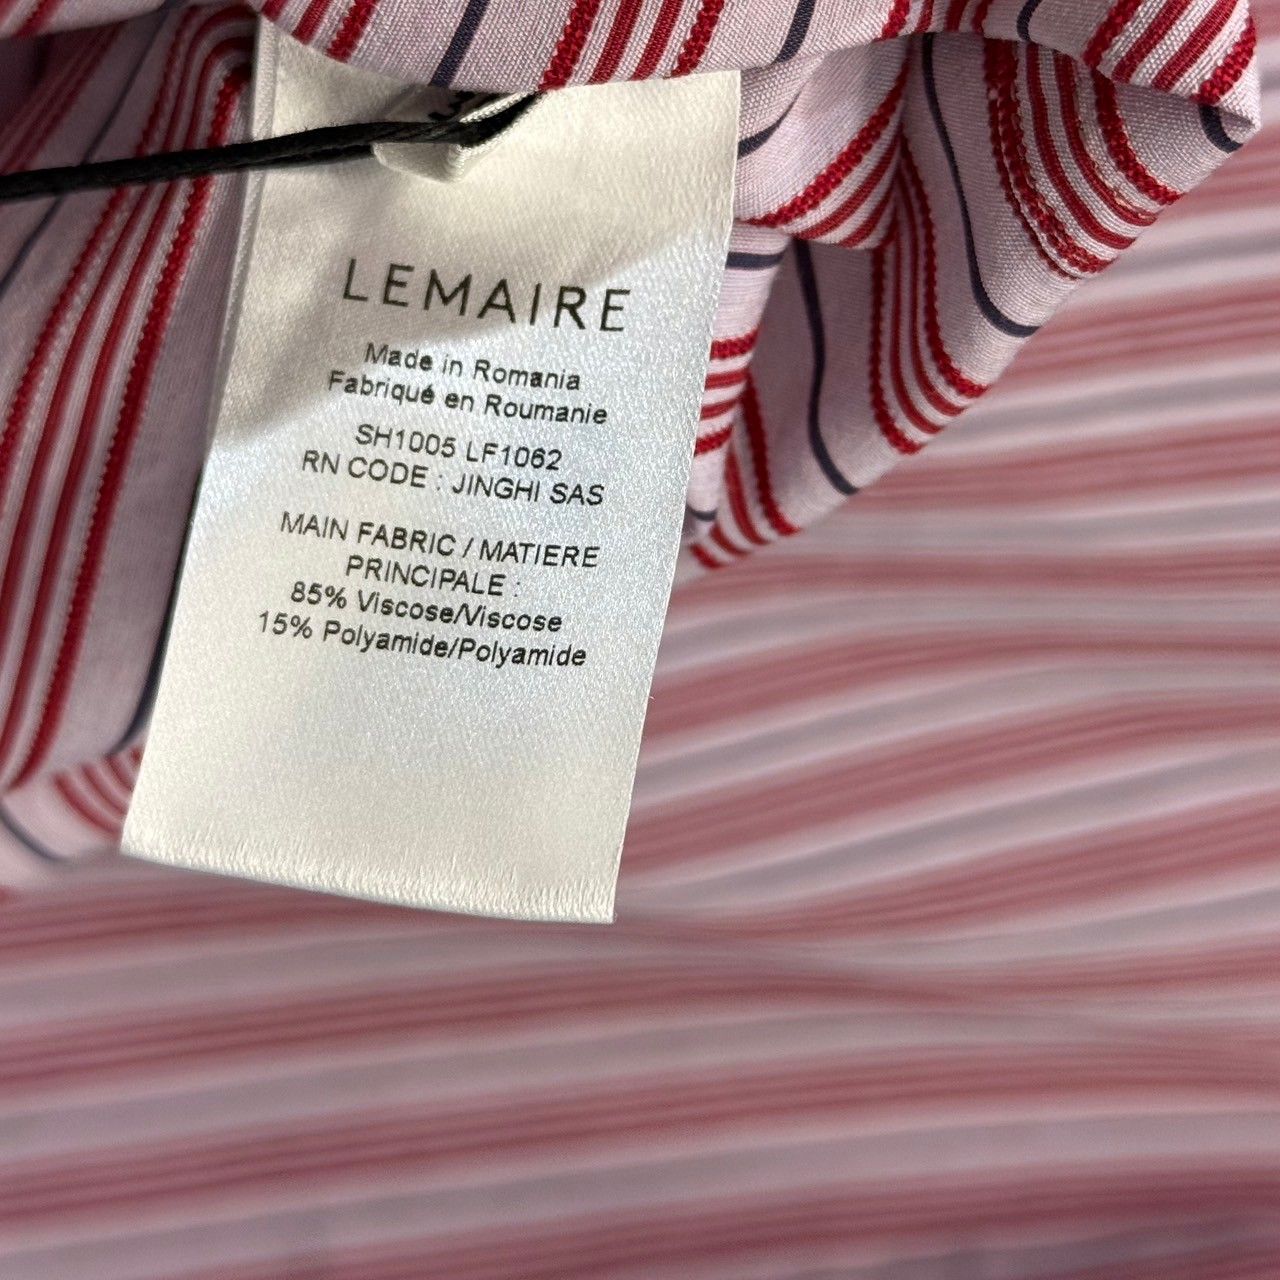 LEMAIRE
Made in Romania
Fabriqué en Roumanie
SH1005 LF1062
RN CODE : JINGHI SAS
MAIN FABRIC / MATIERE
PRINCIPALE :
85% Viscose/Viscose
15% Polyamide/Polyamide